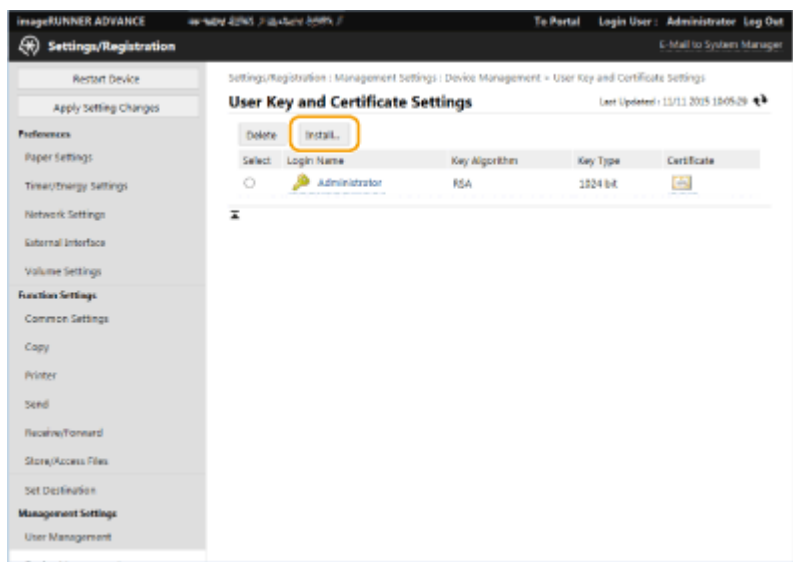 imageRUNNER ADVANCE
To Portal Login User : Administrator Log Out
Settings/Registration
E-Mail to System Manager
Restart Device
Apply Setting Changes
Preferences
Paper Settings
Timer/Energy Settings
Network Settings
External Interface
Volume Settings
Function Settings
Common Settings
Copy
Printer
Send
Receive/Forward
Store/Access Files
Set Destination
Management Settings
User Management
Settings/Registration : Management Settings : Device Management > User Key and Certificate Settings
User Key and Certificate Settings
Last Updated : 11/11 2015 10:05:29
Delete
Install...
Select Login Name Key Algorithm Key Type Certificate
Administrator RSA 1024 bit